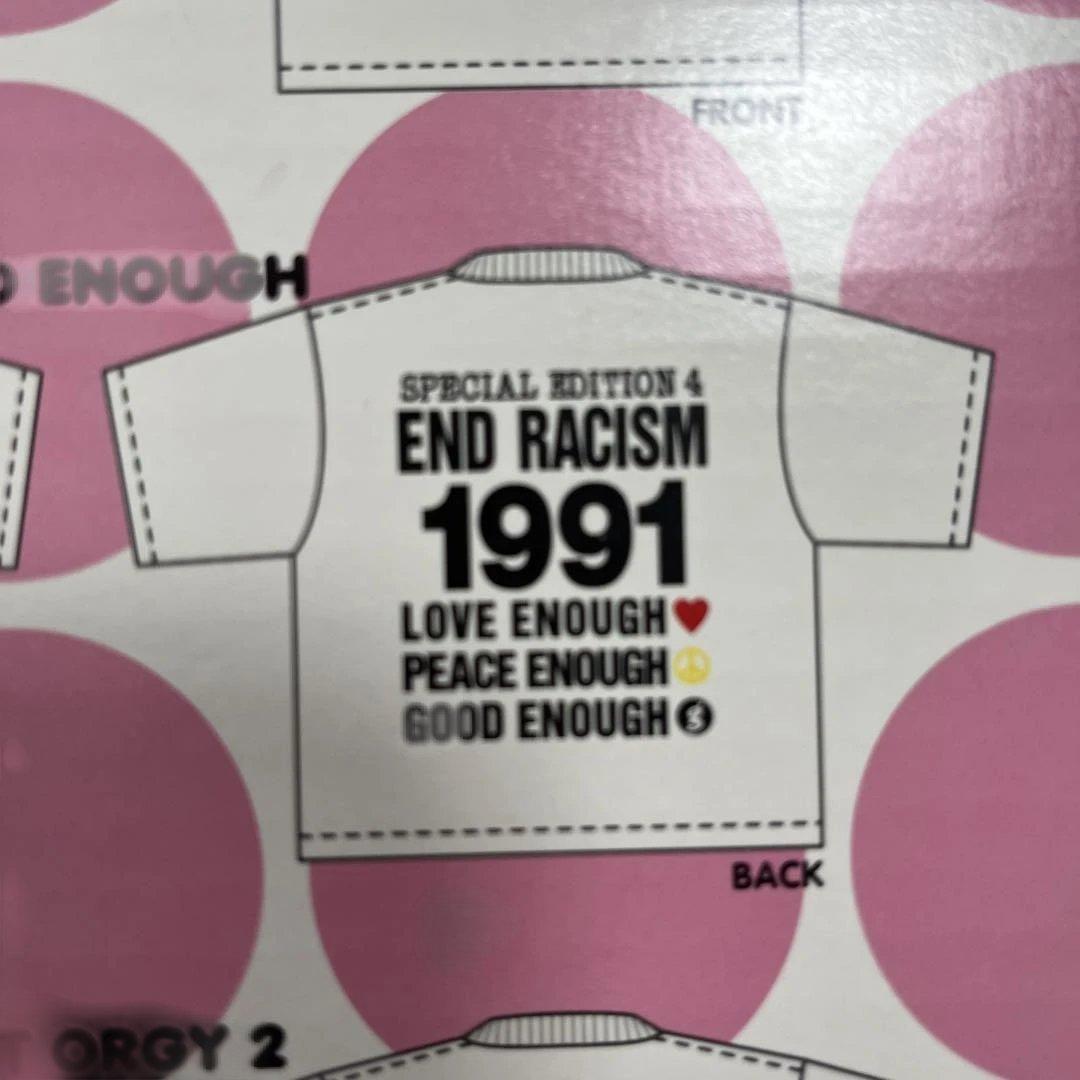 FRONT
D ENOUGH
SPECIAL EDITION 4
END RACISM
1991
LOVE ENOUGH
PEACE ENOUGH
GOOD ENOUGH g
BACK
T ORGY 2